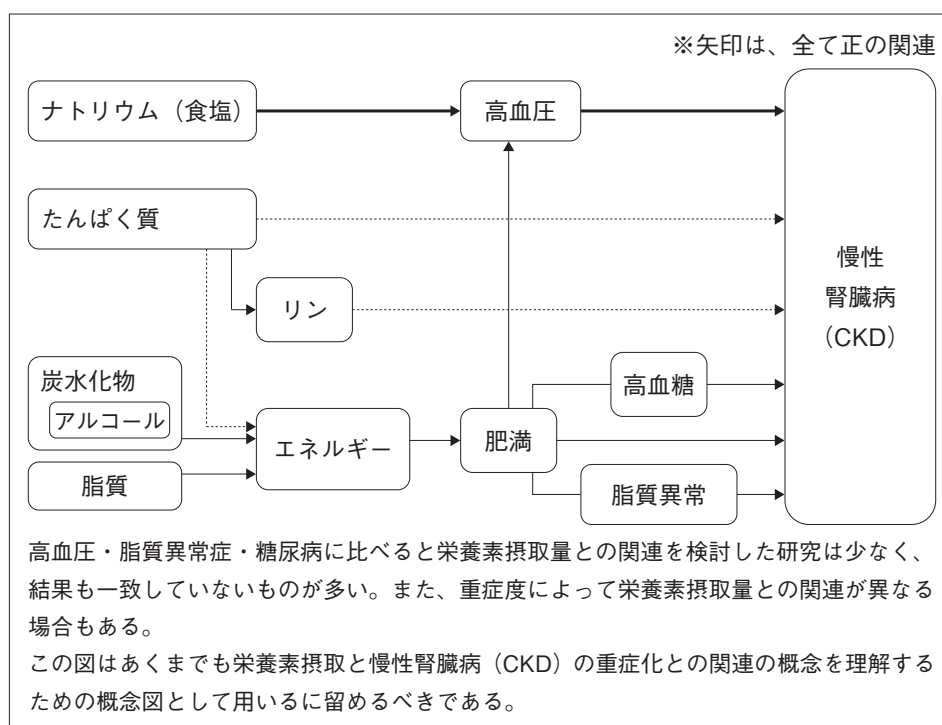 ※矢印は、全て正の関連
ナトリウム（食塩）
高血圧
たんぱく質
慢性
腎臓病
（CKD）
リン
炭水化物
アルコール
高血糖
エネルギー
肥満
脂質
脂質異常
高血圧・脂質異常症・糖尿病に比べると栄養素摂取量との関連を検討した研究は少なく、
結果も一致していないものが多い。また、重症度によって栄養素摂取量との関連が異なる
場合もある。
この図はあくまでも栄養素摂取と慢性腎臓病（CKD）の重症化との関連の概念を理解する
ための概念図として用いるに留めるべきである。